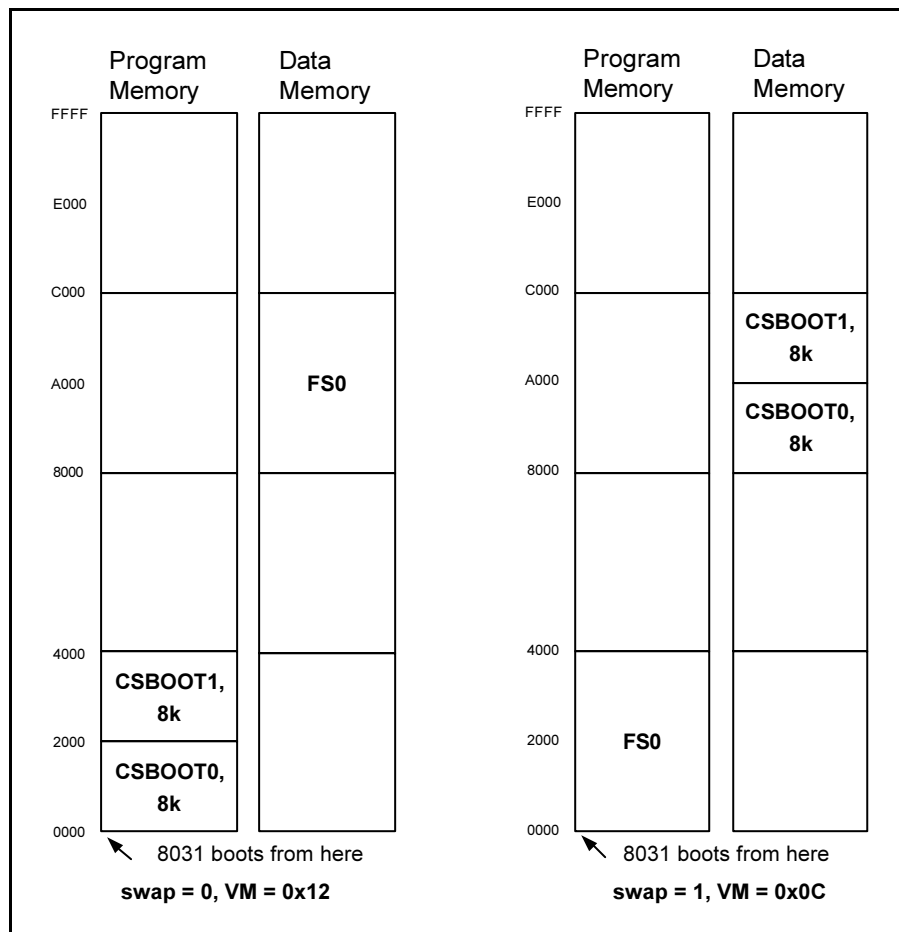 Program
Memory
Data
Memory
FFFF
E000
C000
A000
8000
4000
2000
0000
FS0
CSBOOT1,
8k
CSBOOT0,
8k
8031 boots from here
swap = 0, VM = 0x12
Program
Memory
Data
Memory
FFFF
E000
C000
A000
8000
4000
2000
0000
CSBOOT1,
8k
CSBOOT0,
8k
FS0
8031 boots from here
swap = 1, VM = 0x0C